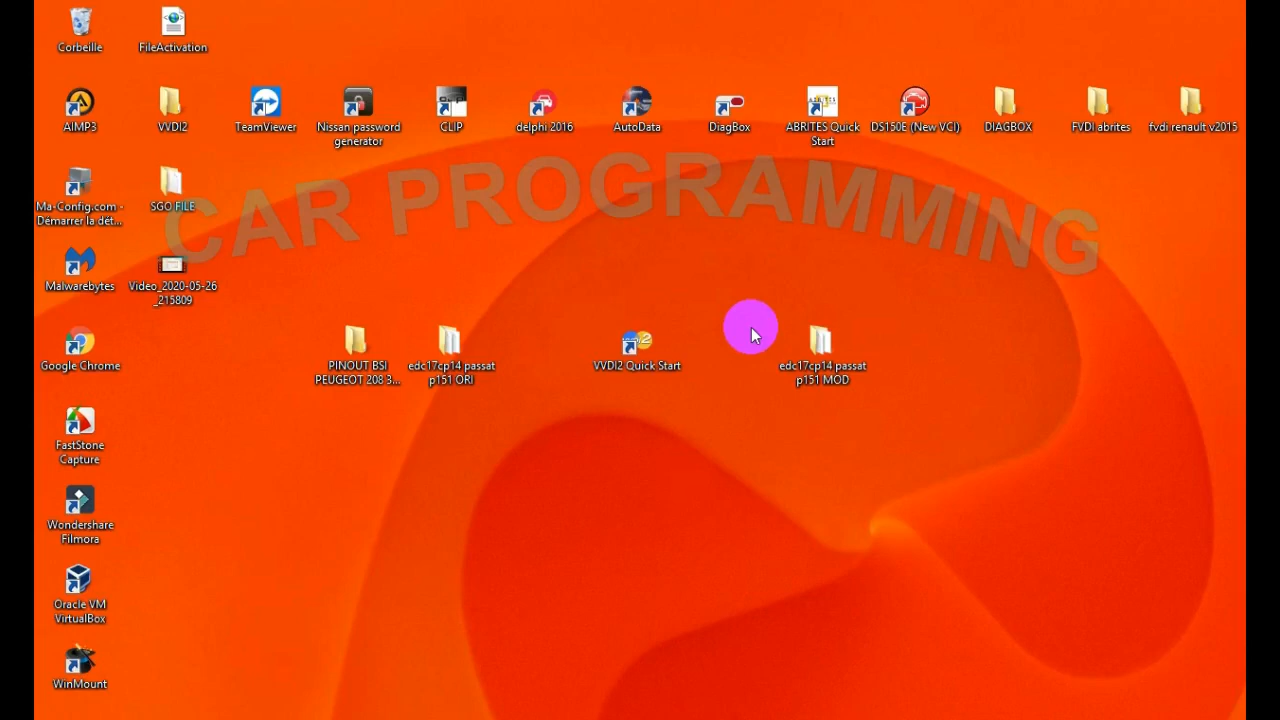 Corbeille
FileActivation
AIMP3
VVDI2
TeamViewer
Nissan password
generator
CLIP
delphi 2016
AutoData
DiagBox
ABRITES Quick
Start
DS150E (New VCI)
DIAGBOX
FVDi abrites
fvdi renault v2015
CAR PROGRAMMING
Ma-Config.com -
Démarrer la dét...
SGO FILE
Malwarebytes
Video_2020-05-26
_215809
Google Chrome
PINOUT BSI
PEUGEOT 208 3...
edc17cp14 passat
p151 ORI
VVDI2 Quick Start
edc17cp14 passat
p151 MOD
FastStone
Capture
Wondershare
Filmora
Oracle VM
VirtualBox
WinMount